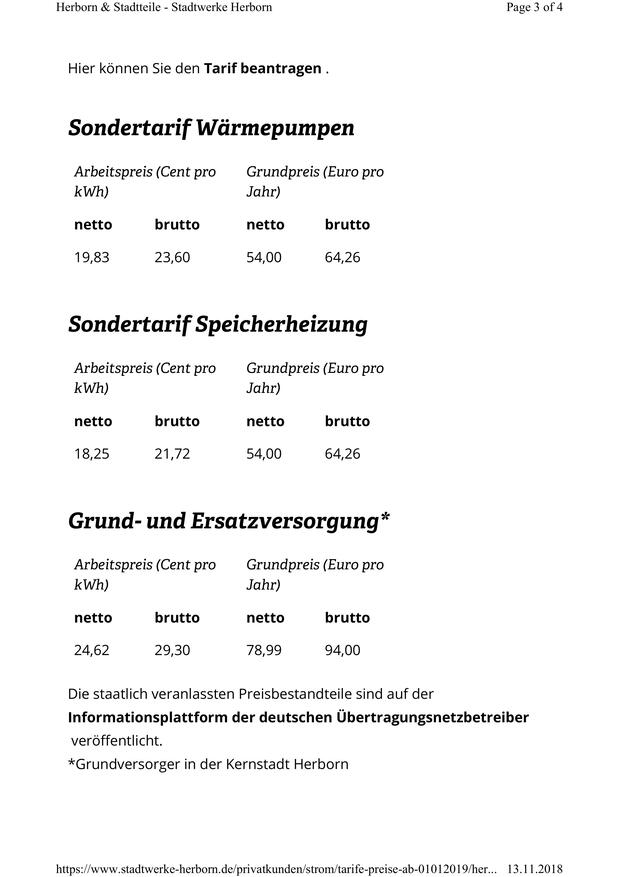 Herborn & Stadtteile - Stadtwerke Herborn Page 3 of 4
Hier können Sie den Tarif beantragen .
Sondertarif Wärmepumpen
Arbeitspreis (Cent pro Grundpreis (Euro pro
kWh) Jahr)
netto brutto netto brutto
19,83 23,60 54,00 64,26
Sondertarif Speicherheizung
Arbeitspreis (Cent pro Grundpreis (Euro pro
kWh) Jahr)
netto brutto netto brutto
18,25 21,72 54,00 64,26
Grund- und Ersatzversorgung*
Arbeitspreis (Cent pro Grundpreis (Euro pro
kWh) Jahr)
netto brutto netto brutto
24,62 29,30 78,99 94,00
Die staatlich veranlassten Preisbestandteile sind auf der
Informationsplattform der deutschen Übertragungsnetzbetreiber
veröffentlicht.
*Grundversorger in der Kernstadt Herborn
https://www.stadtwerke-herborn.de/privatkunden/strom/tarife-preise-ab-01012019/her... 13.11.2018